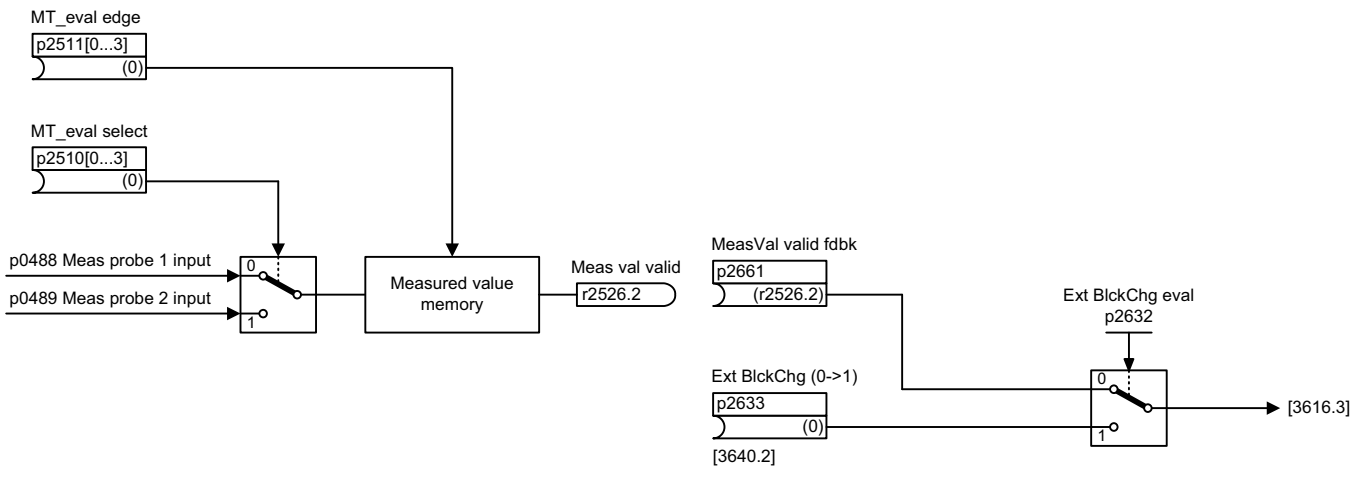 MT_eval edge
p2511[0...3]
(0)
MT_eval select
p2510[0...3]
(0)
p0488 Meas probe 1 input
p0489 Meas probe 2 input
0
1
Measured value
memory
Meas val valid
r2526.2
MeasVal valid fdbk
p2661
(r2526.2)
Ext BlckChg (0->1)
p2633
(0)
[3640.2]
Ext BlckChg eval
p2632
0
1
[3616.3]